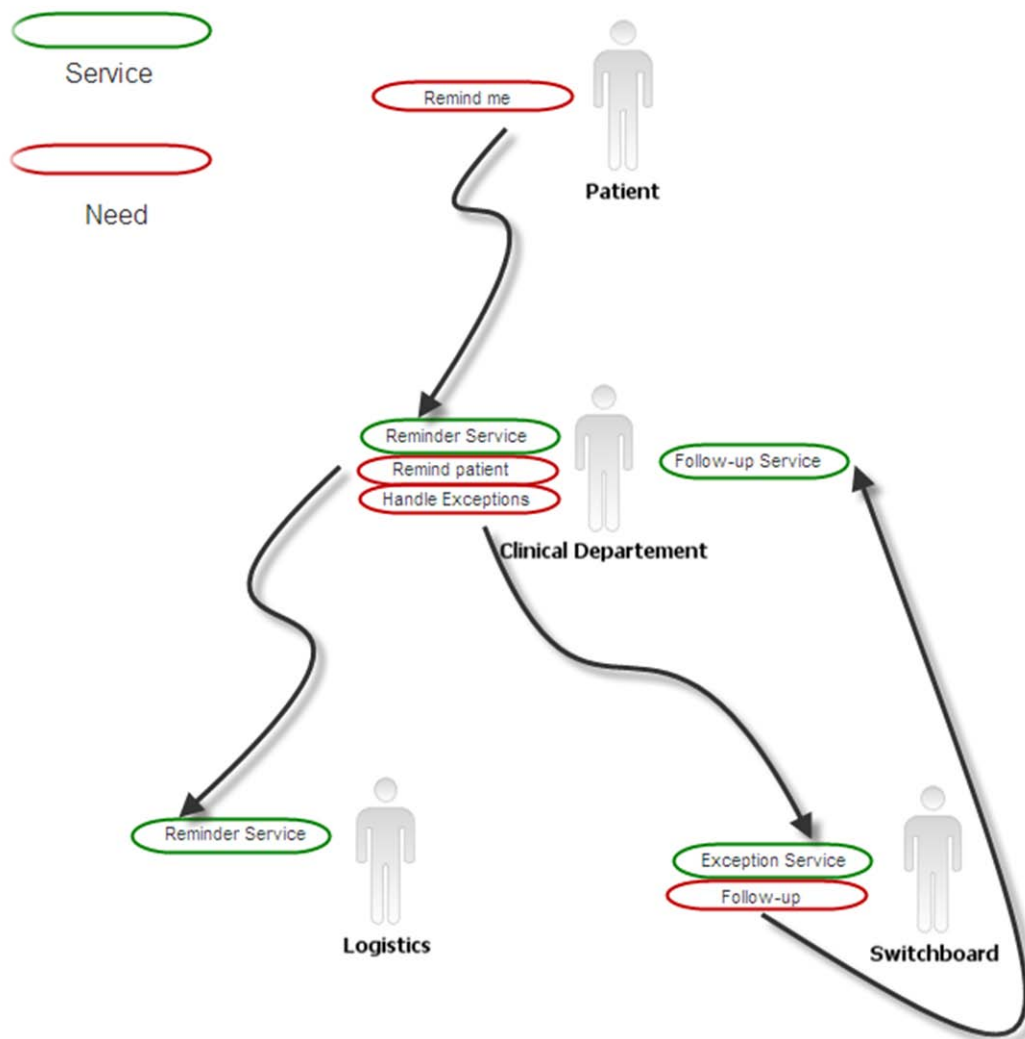 Service
Remind me
Need
Patient
Reminder Service
Remind patient
Handle Exceptions
Follow-up Service
Clinical Departement
Reminder Service
Logistics
Exception Service
Follow-up
Switchboard